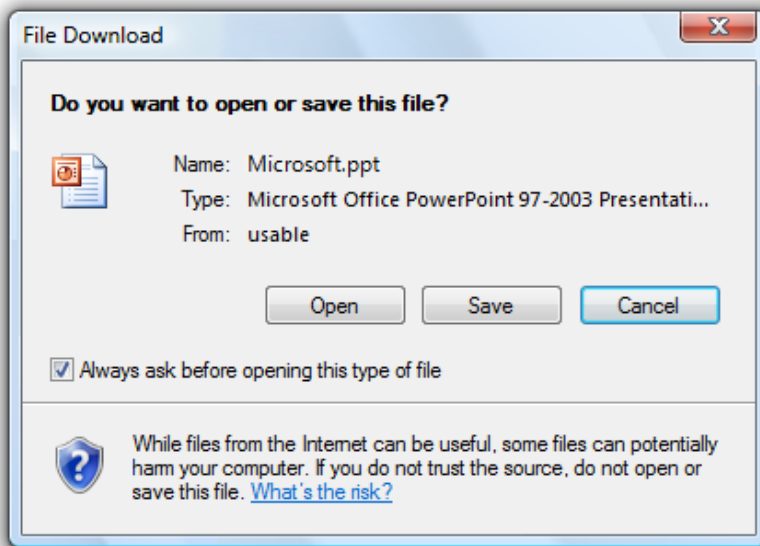 File Download
Do you want to open or save this file?
Name: Microsoft.ppt
Type: Microsoft Office PowerPoint 97-2003 Presentati...
From: usable
Open Save Cancel
Always ask before opening this type of file
While files from the Internet can be useful, some files can potentially
harm your computer. If you do not trust the source, do not open or
save this file. What's the risk?